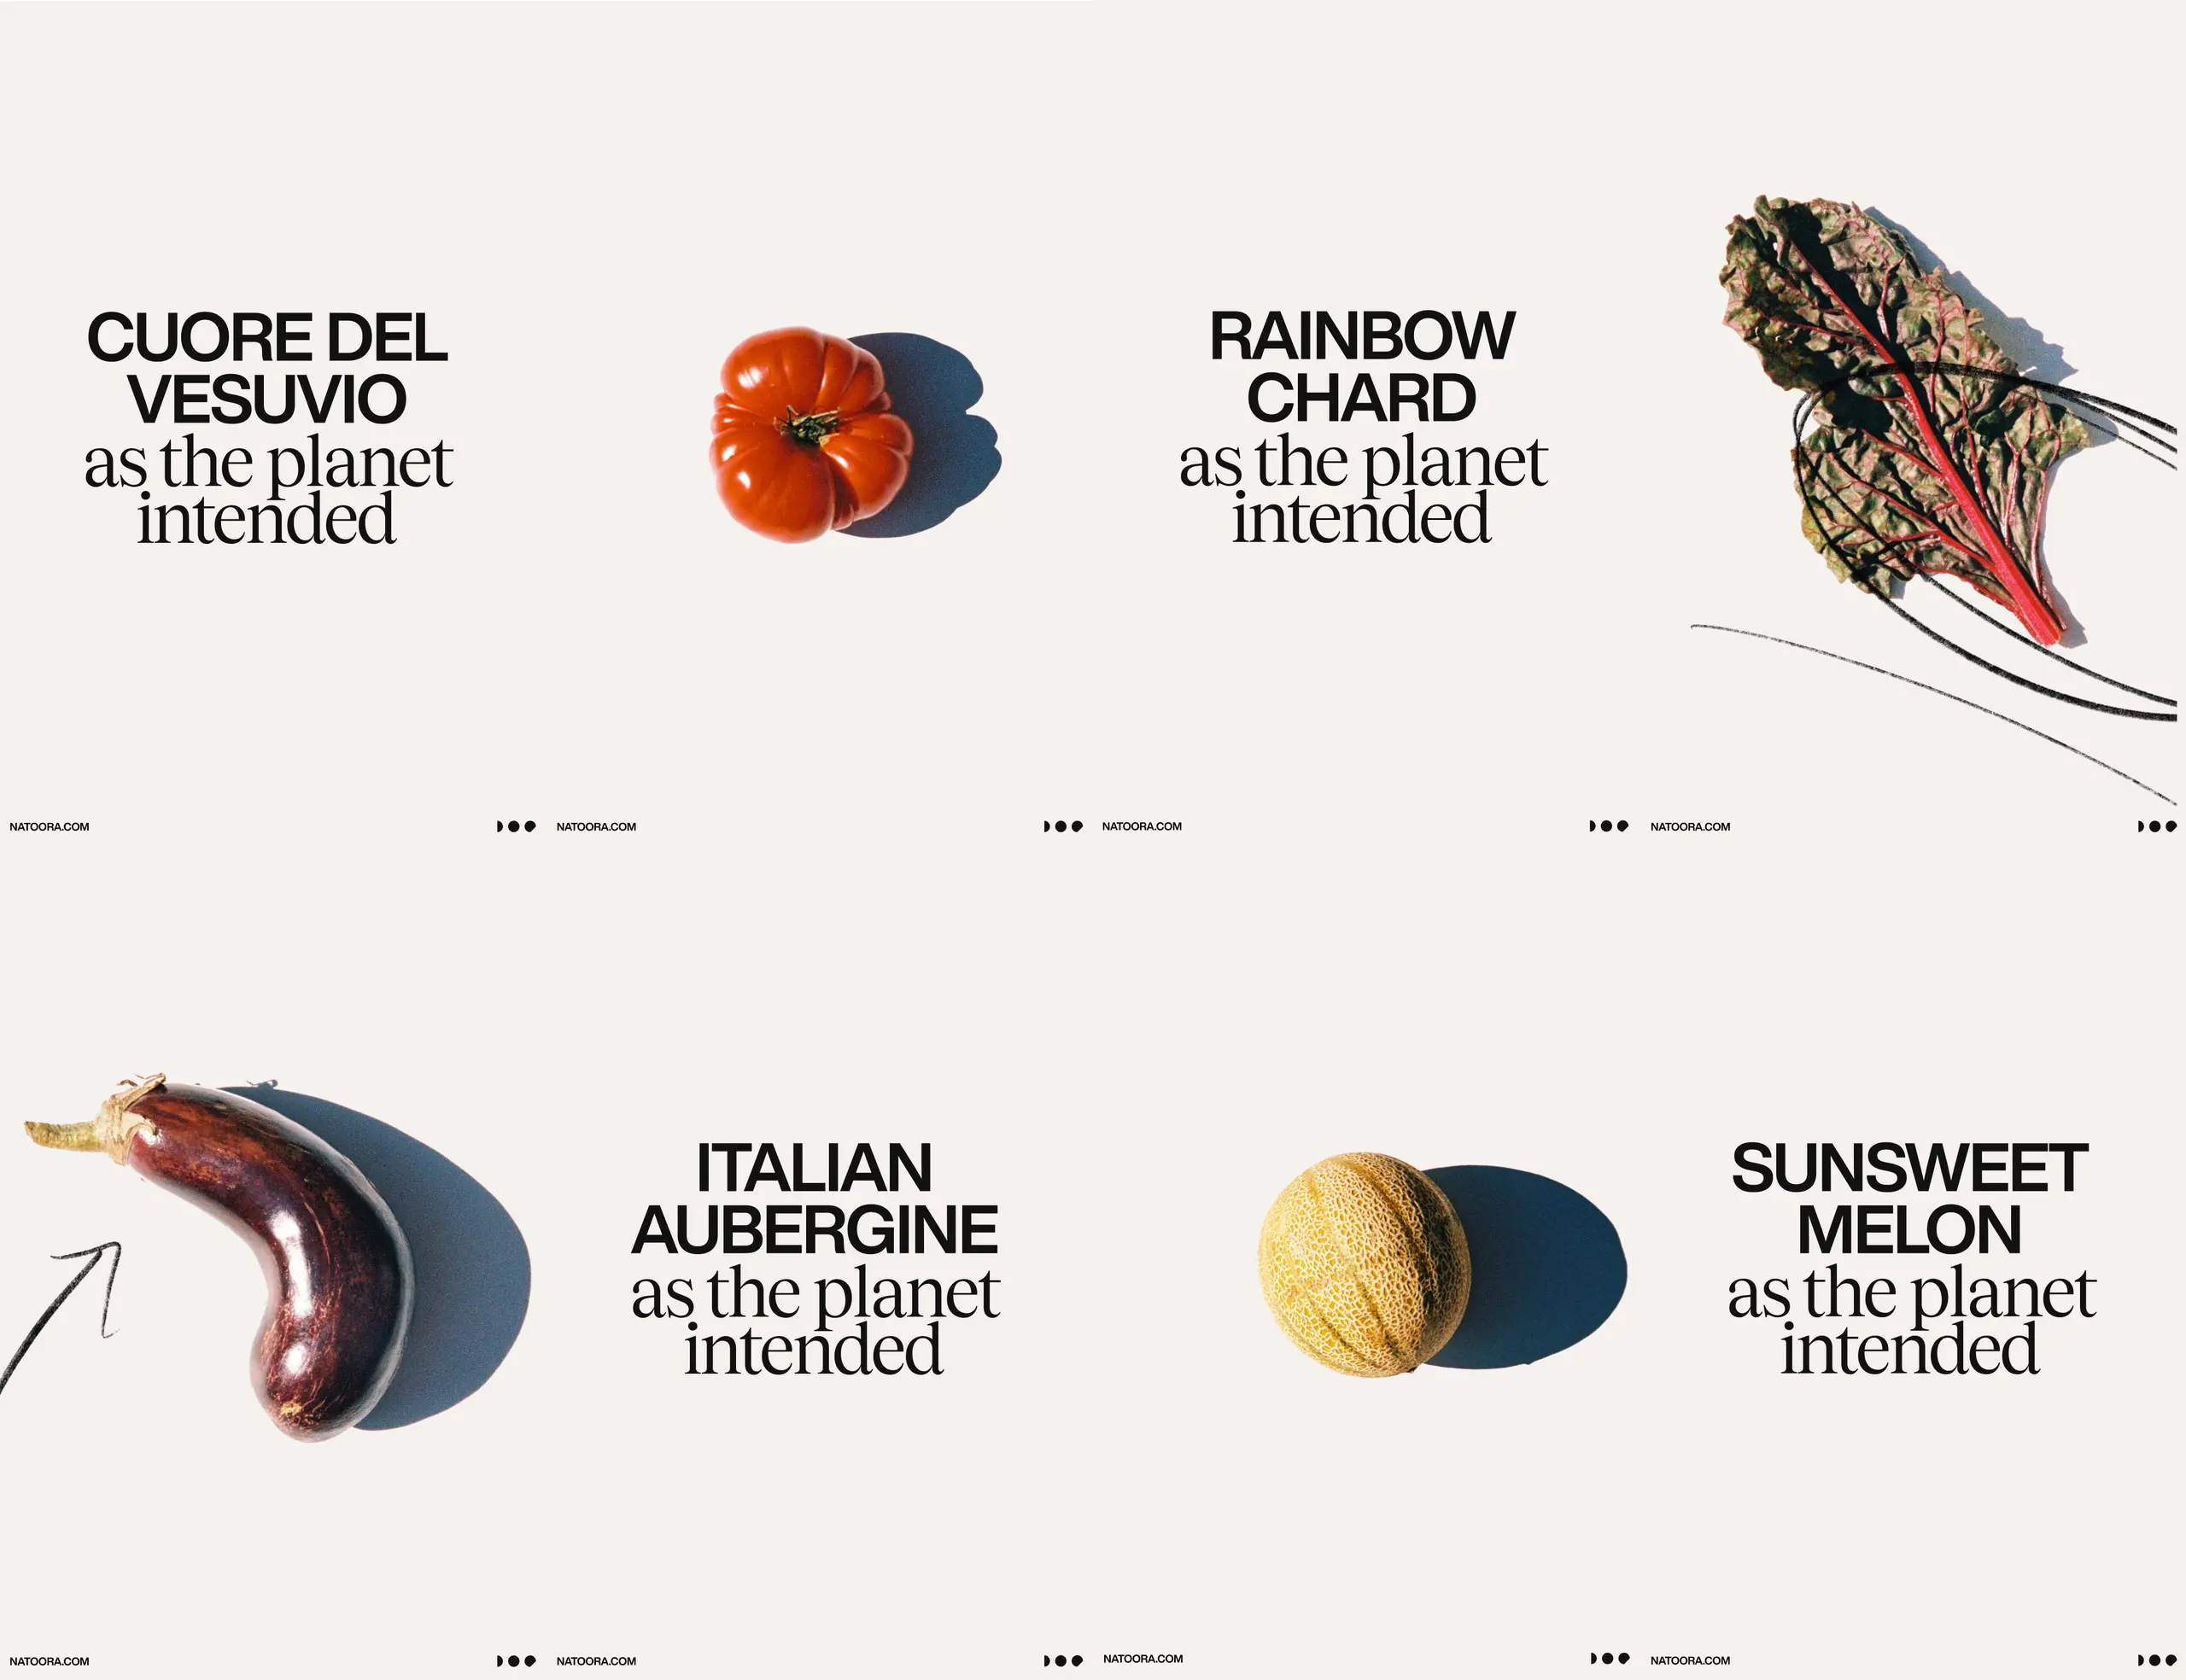 CUORE DEL
VESUVIO
as the planet
intended
RAINBOW
CHARD
as the planet
intended
NATOORA.COM
NATOORA.COM
NATOORA.COM
NATOORA.COM
ITALIAN
AUBERGINE
as the planet
intended
SUNSWEET
MELON
as the planet
intended
NATOORA.COM
NATOORA.COM
NATOORA.COM
NATOORA.COM